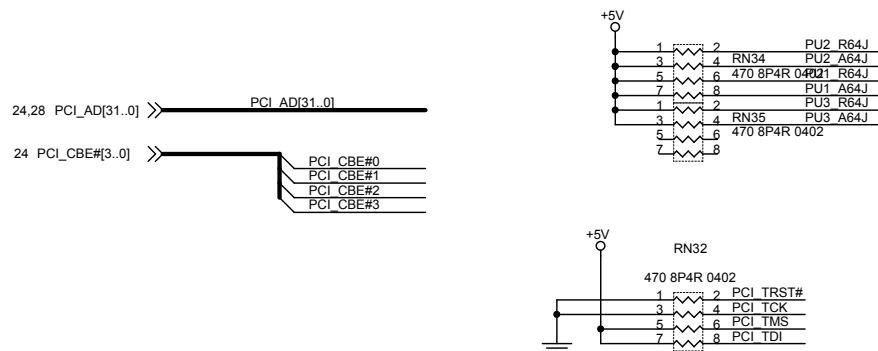 +5V
1 2 PU2_R64J
3 4 RN34 PU2_A64J
5 6 470 8P4R 0402 PU1_R64J
7 8 PU1_A64J
1 2 PU3_R64J
3 4 RN35 PU3_A64J
5 6 470 8P4R 0402
7 8
24,28 PCI_AD[31..0] PCI_AD[31..0]
24 PCI_CBE#[3..0]
PCI_CBE#0
PCI_CBE#1
PCI_CBE#2
PCI_CBE#3
+5V
RN32
470 8P4R 0402
1 2 PCI_TRST#
3 4 PCI_TCK
5 6 PCI_TMS
7 8 PCI_TDI